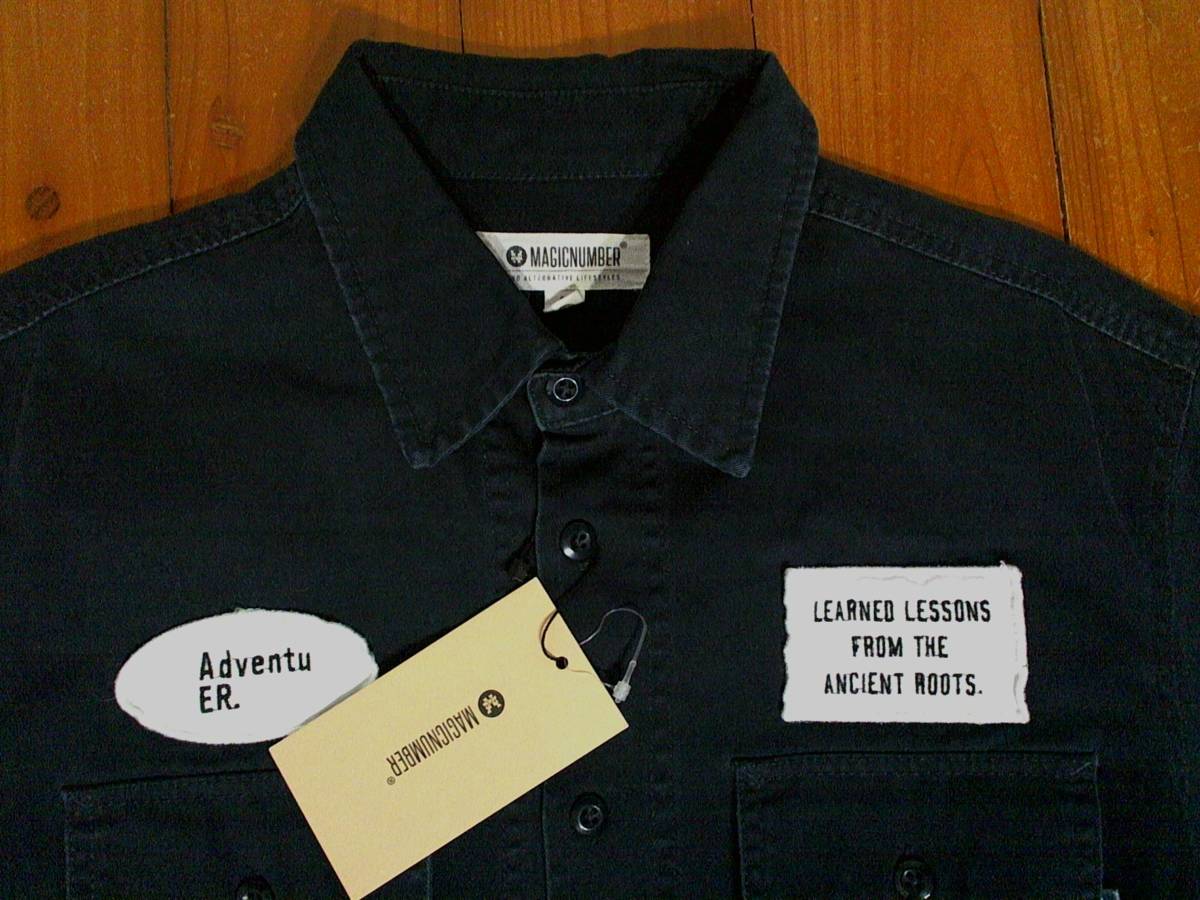 MAGICNUMBER®
ALTERNATIVE LIFESTYLES
LEARNED LESSONS
FROM THE
ANCIENT ROOTS.
Adventu
ER.
MAGICNUMBER®